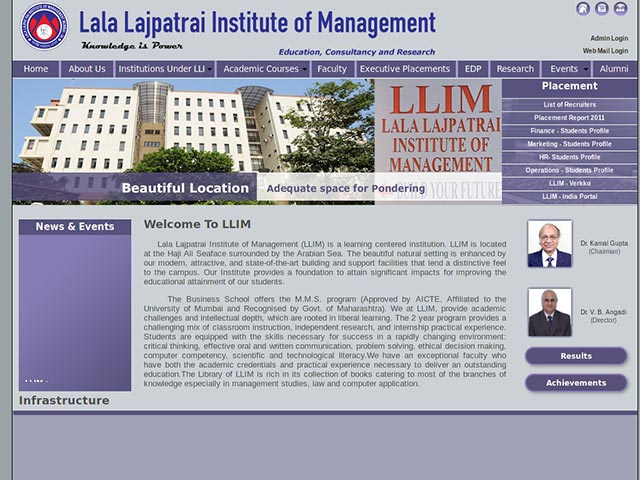 Lala Lajpatrai Institute of Management
Knowledge is Power
Education, Consultancy and Research
Admin Login
Web Mail Login
Home
About Us
Institutions Under LLI
Academic Courses
Faculty
Executive Placements
EDP
Research
Events
Alumni
LLIM
LALA LAJPATRAI
INSTITUTE OF
MANAGEMENT
BUILD YOUR FUTURE
Beautiful Location
Adequate space for Pondering
Placement
List of Recruiters
Placement Report 2011
Finance - Students Profile
Marketing - Students Profile
HR- Students Profile
Operations - Students Profile
LLIM - Verkko
LLIM - India Portal
News & Events
Welcome To LLIM
Lala Lajpatrai Institute of Management (LLIM) is a learning centered institution. LLIM is located
at the Haji Ali Seaface surrounded by the Arabian Sea. The beautiful natural setting is enhanced by
our modern, attractive, and state-of-the-art building and support facilities that lend a distinctive feel
to the campus. Our Institute provides a foundation to attain significant impacts for improving the
educational attainment of our students.
The Business School offers the M.M.S. program (Approved by AICTE, Affiliated to the
University of Mumbai and Recognised by Govt. of Maharashtra). We at LLIM, provide academic
challenges and intellectual depth, which are rooted in liberal learning. The 2 year program provides a
challenging mix of classroom instruction, independent research, and internship practical experience.
Students are equipped with the skills necessary for success in a rapidly changing environment:
critical thinking, effective oral and written communication, problem solving, ethical decision making,
computer competency, scientific and technological literacy.We have an exceptional faculty who
have both the academic credentials and practical experience necessary to deliver an outstanding
education.The Library of LLIM is rich in its collection of books catering to most of the branches of
knowledge especially in management studies, law and computer application.
Dr. Kamal Gupta
(Chairman)
Dr. V. B. Angadi
(Director)
Results
Achievements
Infrastructure